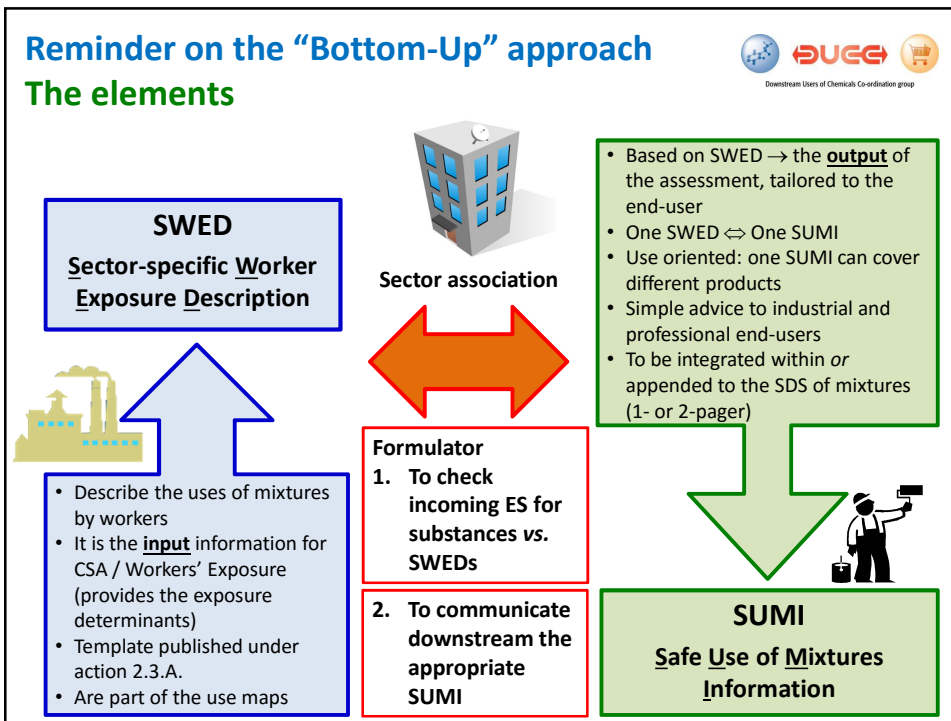 Reminder on the “Bottom-Up” approach
The elements
DUCC
Downstream Users of Chemicals Co-ordination group
SWED
Sector-specific Worker
Exposure Description
• Describe the uses of mixtures
by workers
• It is the input information for
CSA / Workers’ Exposure
(provides the exposure
determinants)
• Template published under
action 2.3.A.
• Are part of the use maps
Sector association
Formulator
1. To check
incoming ES for
substances vs.
SWEDs
2. To communicate
downstream the
appropriate
SUMI
• Based on SWED → the output of
the assessment, tailored to the
end-user
• One SWED ⇔ One SUMI
• Use oriented: one SUMI can cover
different products
• Simple advice to industrial and
professional end-users
• To be integrated within or
appended to the SDS of mixtures
(1- or 2-pager)
SUMI
Safe Use of Mixtures
Information